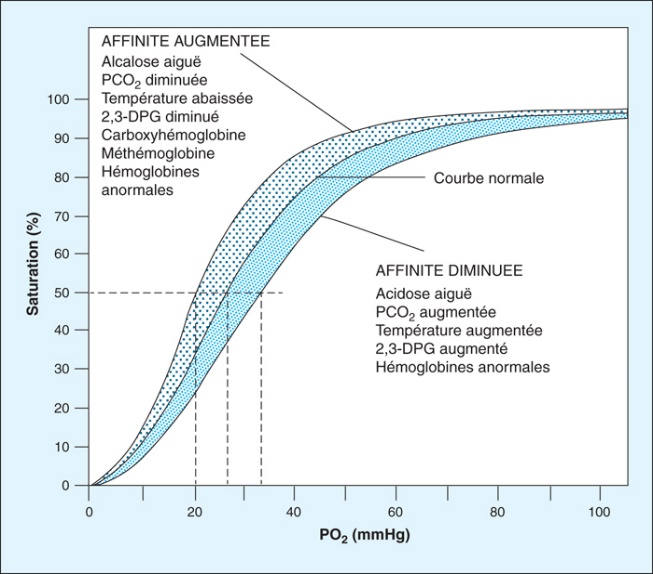 AFFINITE AUGMENTEE
Alcalose aiguë
PCO₂ diminuée
Température abaissée
2,3-DPG diminué
Carboxyhémoglobine
Méthémoglobine
Hémoglobines
anormales
Courbe normale
AFFINITE DIMINUEE
Acidose aiguë
PCO₂ augmentée
Température augmentée
2,3-DPG augmenté
Hémoglobines anormales
Saturation (%)
100
90
80
70
60
50
40
30
20
10
0
0 20 40 60 80 100
PO₂ (mmHg)